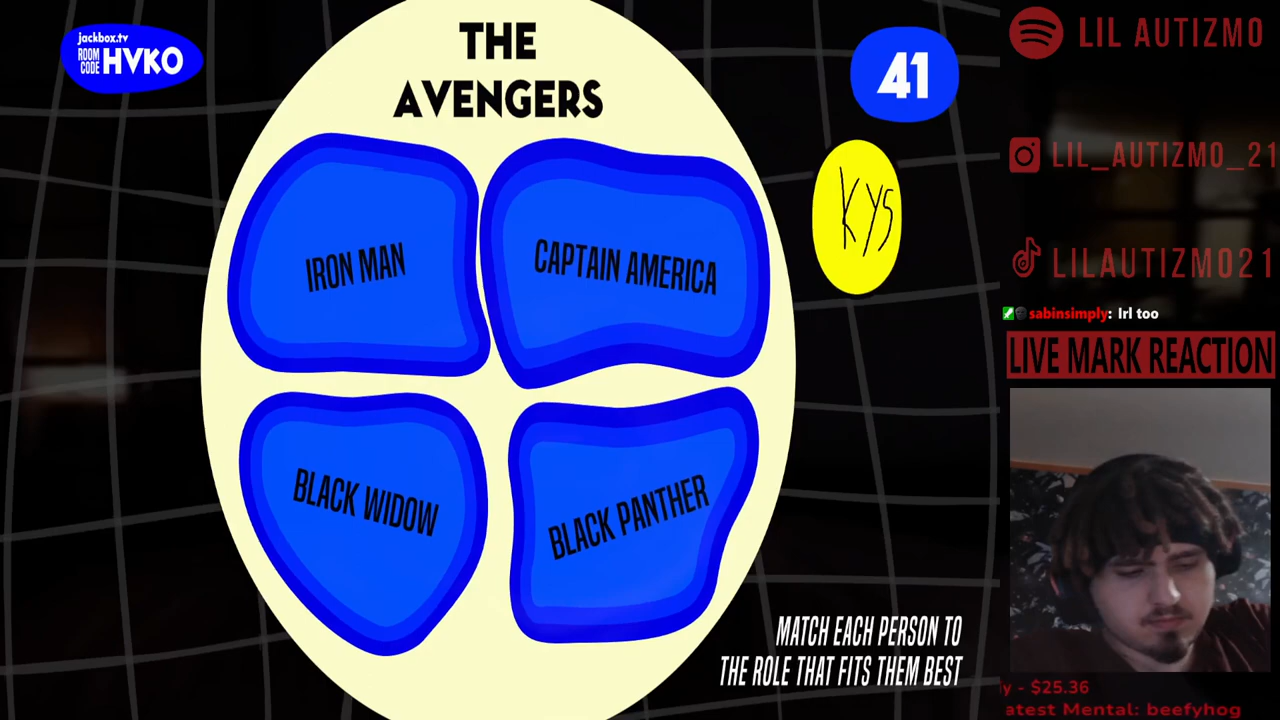 jackbox.tv
ROOM
CODE
HVKO
THE
AVENGERS
41
KYS
IRON MAN
CAPTAIN AMERICA
BLACK WIDOW
BLACK PANTHER
MATCH EACH PERSON TO
THE ROLE THAT FITS THEM BEST
LIL AUTIZMO
LIL_AUTIZMO_21
LILAUTIZMO21
sabinsimply: Irl too
LIVE MARK REACTION
y - $25.36
atest Mental: beefyhog